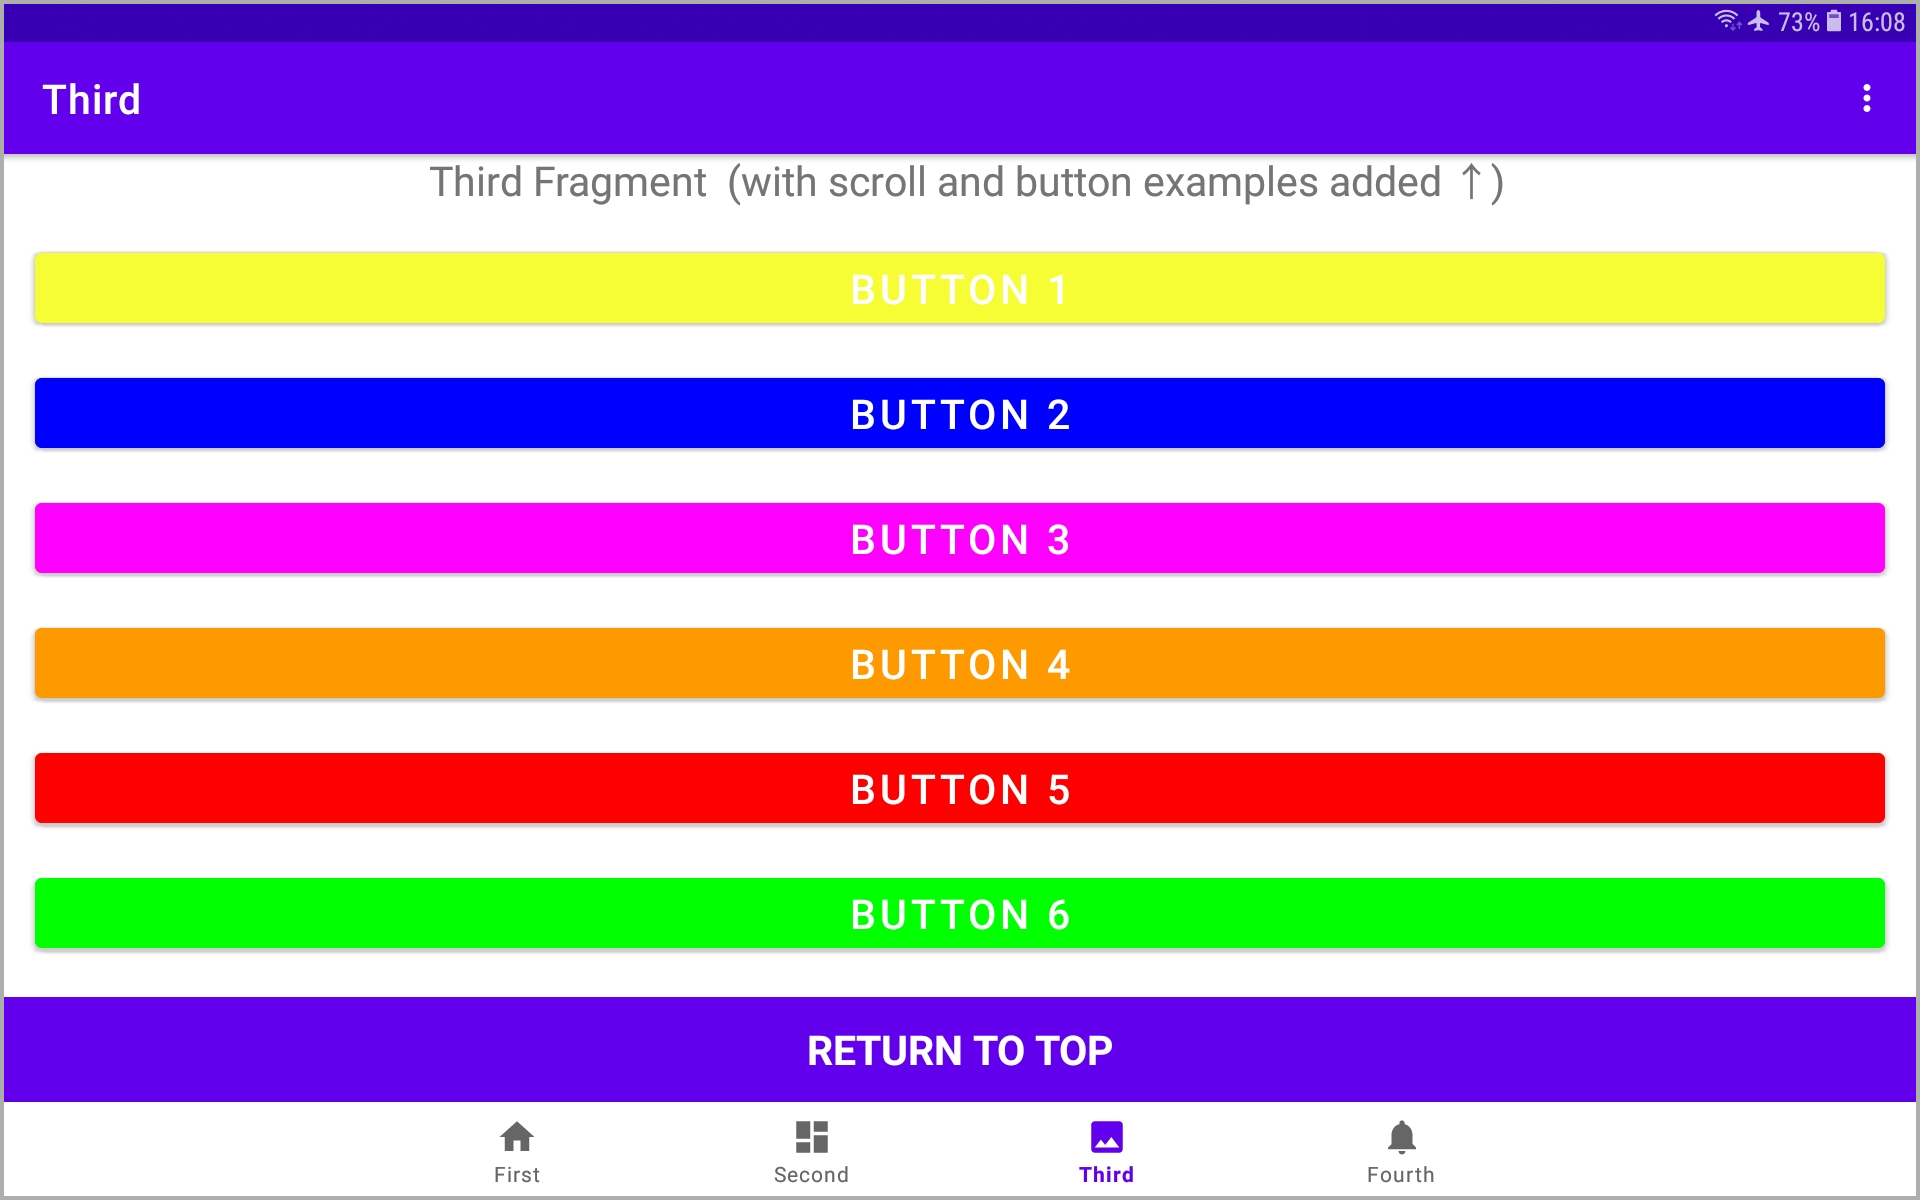 73% 16:08
Third
Third Fragment  (with scroll and button examples added ↑)
BUTTON 1
BUTTON 2
BUTTON 3
BUTTON 4
BUTTON 5
BUTTON 6
RETURN TO TOP
First Second Third Fourth